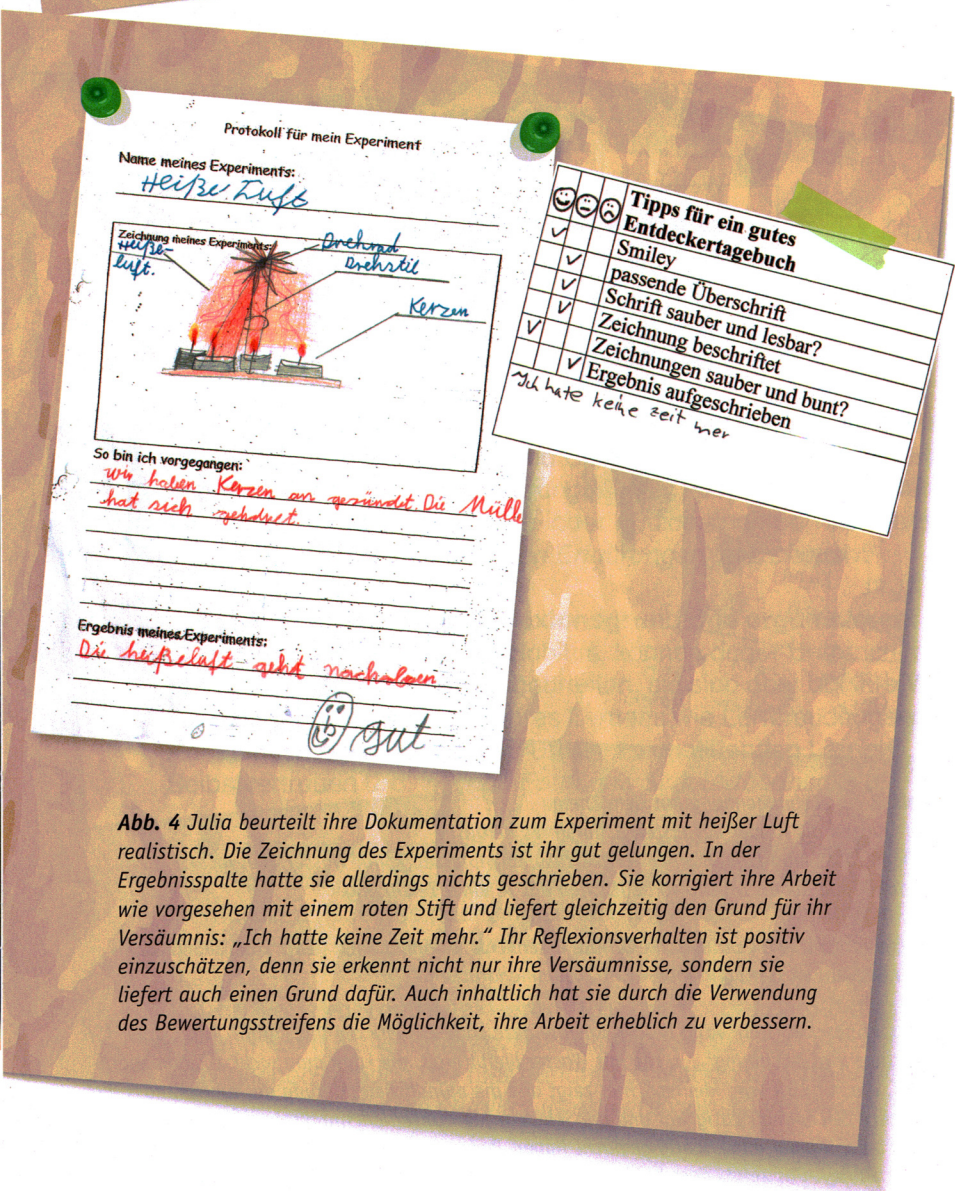 Protokoll für mein Experiment
Name meines Experiments:
Heiße Luft
Zeichnung meines Experiments:
Heiße-
luft.
Drehrad
Drehstil
Kerzen
So bin ich vorgegangen:
wir haben Kerzen an gezündet. Die Mülle
hat sich gehdret.
Ergebnis meines Experiments:
Die heißeluft geht nachoben
gut
Tipps für ein gutes
Entdeckertagebuch
Smiley
passende Überschrift
Schrift sauber und lesbar?
Zeichnung beschriftet
Zeichnungen sauber und bunt?
Ergebnis aufgeschrieben
Ich hate keine zeit mer
Abb. 4 Julia beurteilt ihre Dokumentation zum Experiment mit heißer Luft
realistisch. Die Zeichnung des Experiments ist ihr gut gelungen. In der
Ergebnisspalte hatte sie allerdings nichts geschrieben. Sie korrigiert ihre Arbeit
wie vorgesehen mit einem roten Stift und liefert gleichzeitig den Grund für ihr
Versäumnis: „Ich hatte keine Zeit mehr.“ Ihr Reflexionsverhalten ist positiv
einzuschätzen, denn sie erkennt nicht nur ihre Versäumnisse, sondern sie
liefert auch einen Grund dafür. Auch inhaltlich hat sie durch die Verwendung
des Bewertungsstreifens die Möglichkeit, ihre Arbeit erheblich zu verbessern.